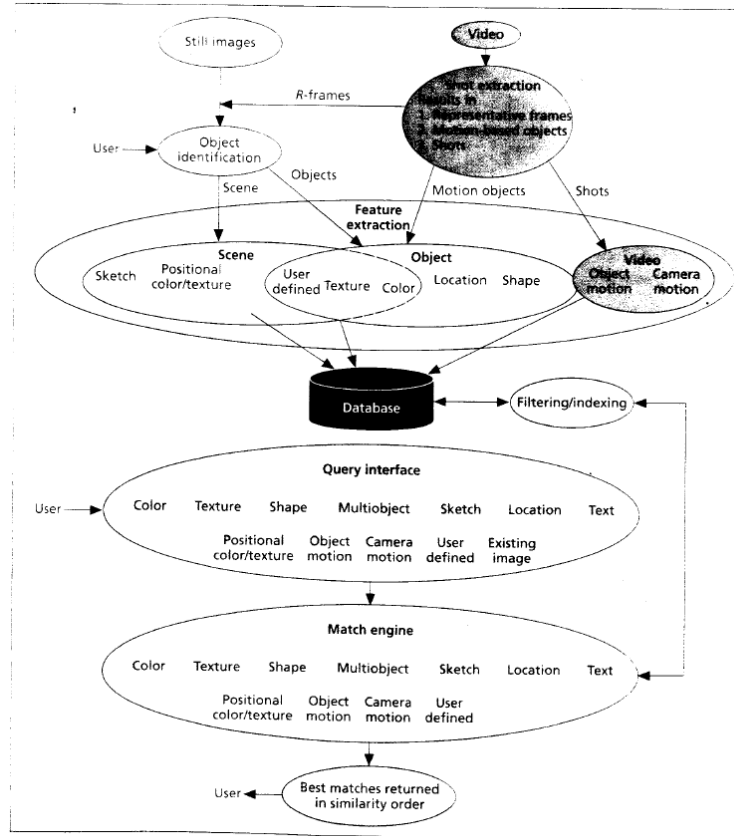 Still images
Video
Shot extraction
Results in
1. Representative frames
2. Motion-based objects
3. Shots
R-frames
User
Object
identification
Scene
Objects
Motion objects
Shots
Feature
extraction
Scene
Sketch
Positional
color/texture
Object
User
defined
Texture
Color
Location
Shape
Video
Object
motion
Camera
motion
Database
Filtering/indexing
Query interface
User
Color Texture Shape Multiobject Sketch Location Text
Positional
color/texture
Object
motion
Camera
motion
User
defined
Existing
image
Match engine
Color Texture Shape Multiobject Sketch Location Text
Positional
color/texture
Object
motion
Camera
motion
User
defined
User
Best matches returned
in similarity order